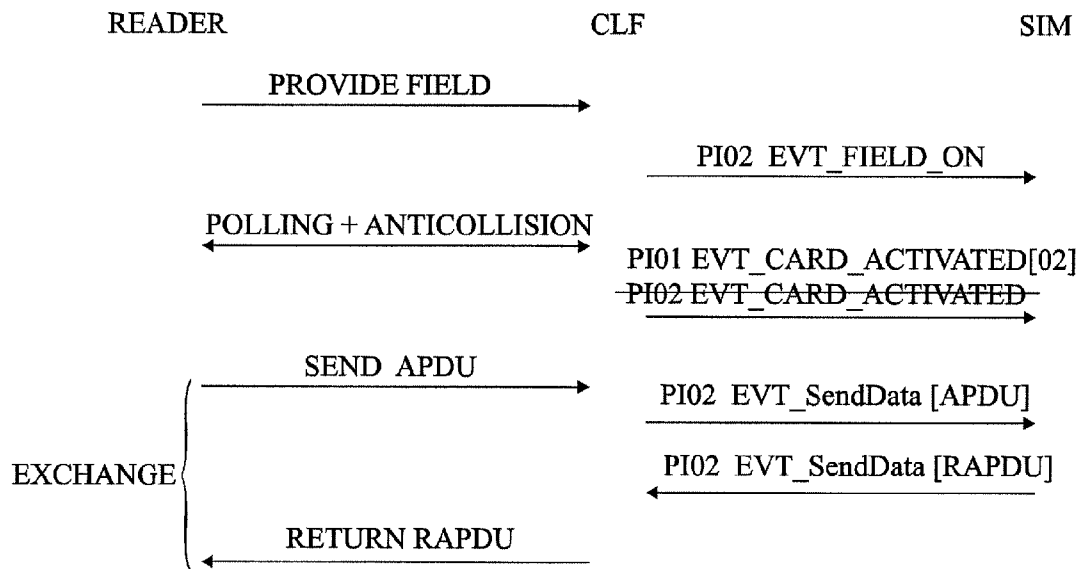 READER CLF SIM
PROVIDE FIELD
PI02 EVT_FIELD_ON
POLLING + ANTICOLLISION
PI01 EVT_CARD_ACTIVATED[02]
PI02 EVT_CARD_ACTIVATED
SEND APDU
PI02 EVT_SendData [APDU]
PI02 EVT_SendData [RAPDU]
EXCHANGE
RETURN RAPDU